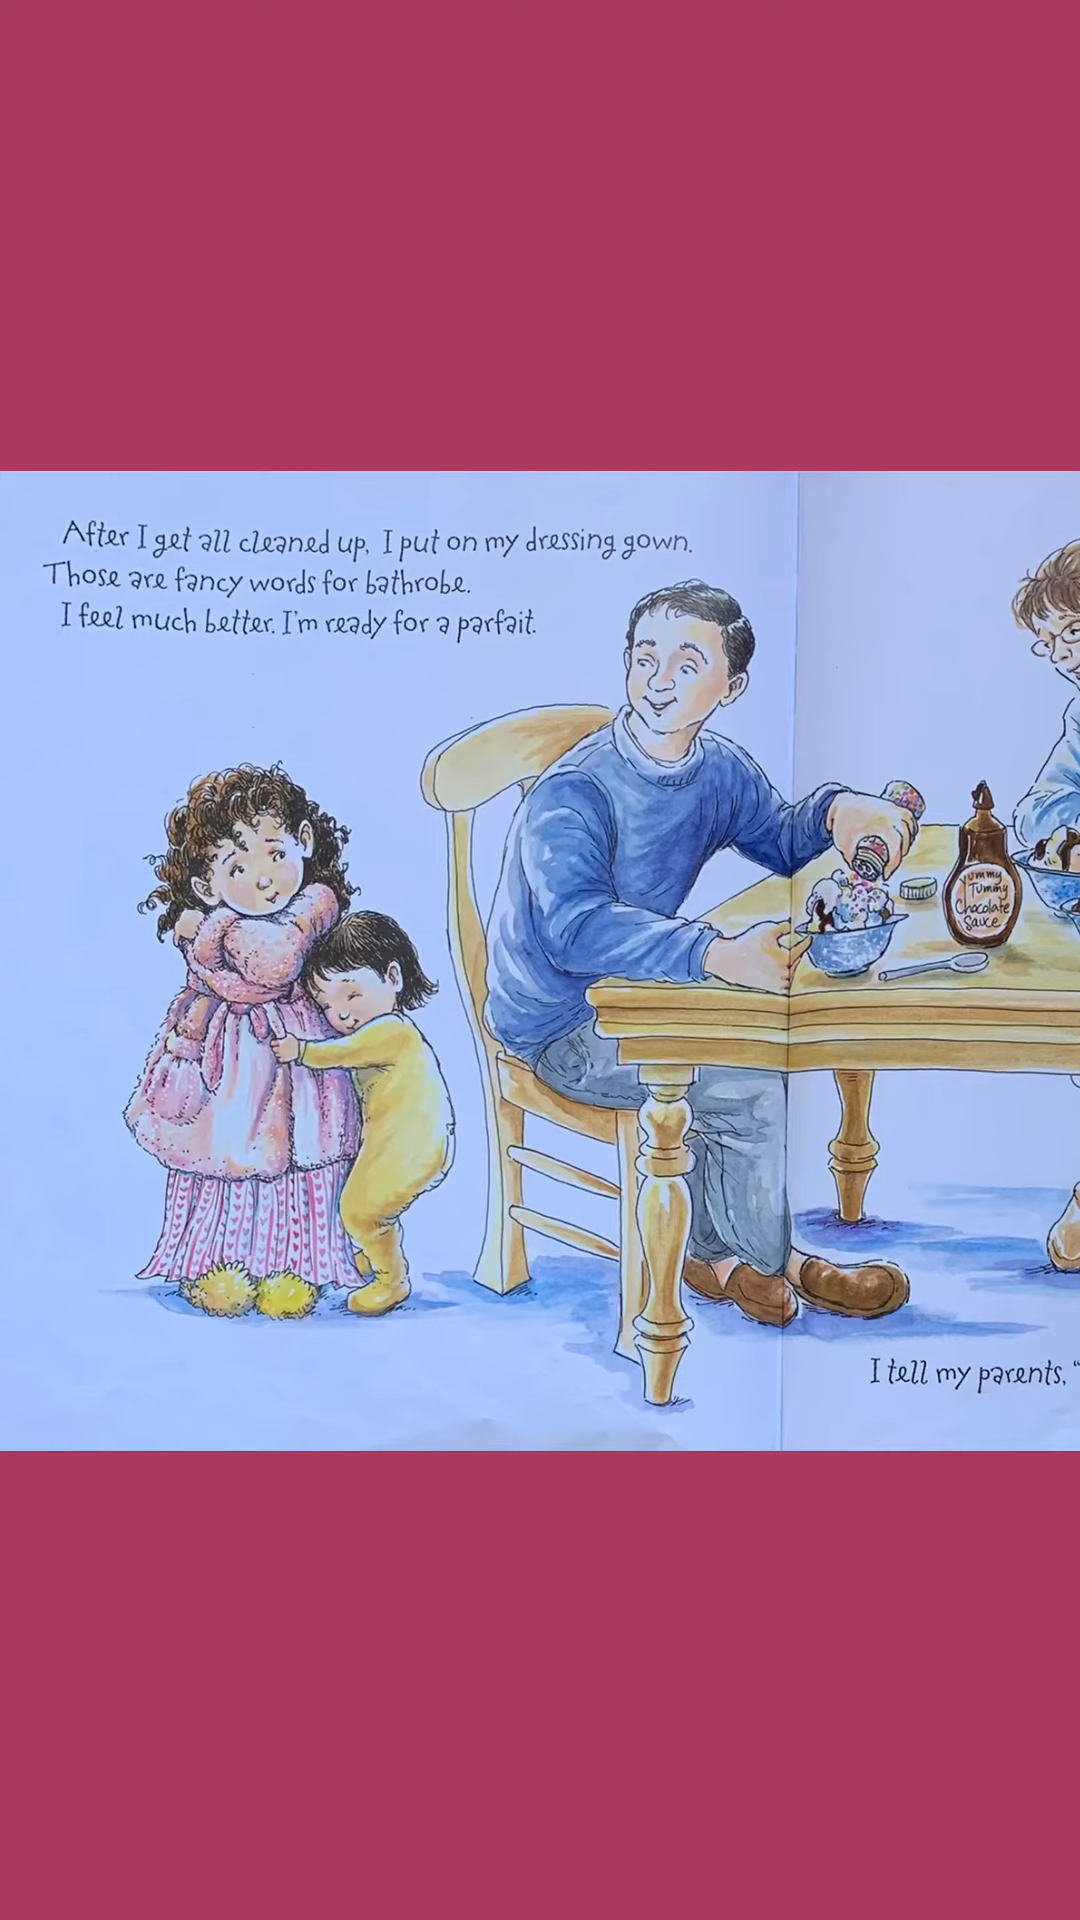 After I get all cleaned up, I put on my dressing gown.
Those are fancy words for bathrobe.
I feel much better. I'm ready for a parfait.
yummy
Tummy
Chocolate
Sauce
I tell my parents, "